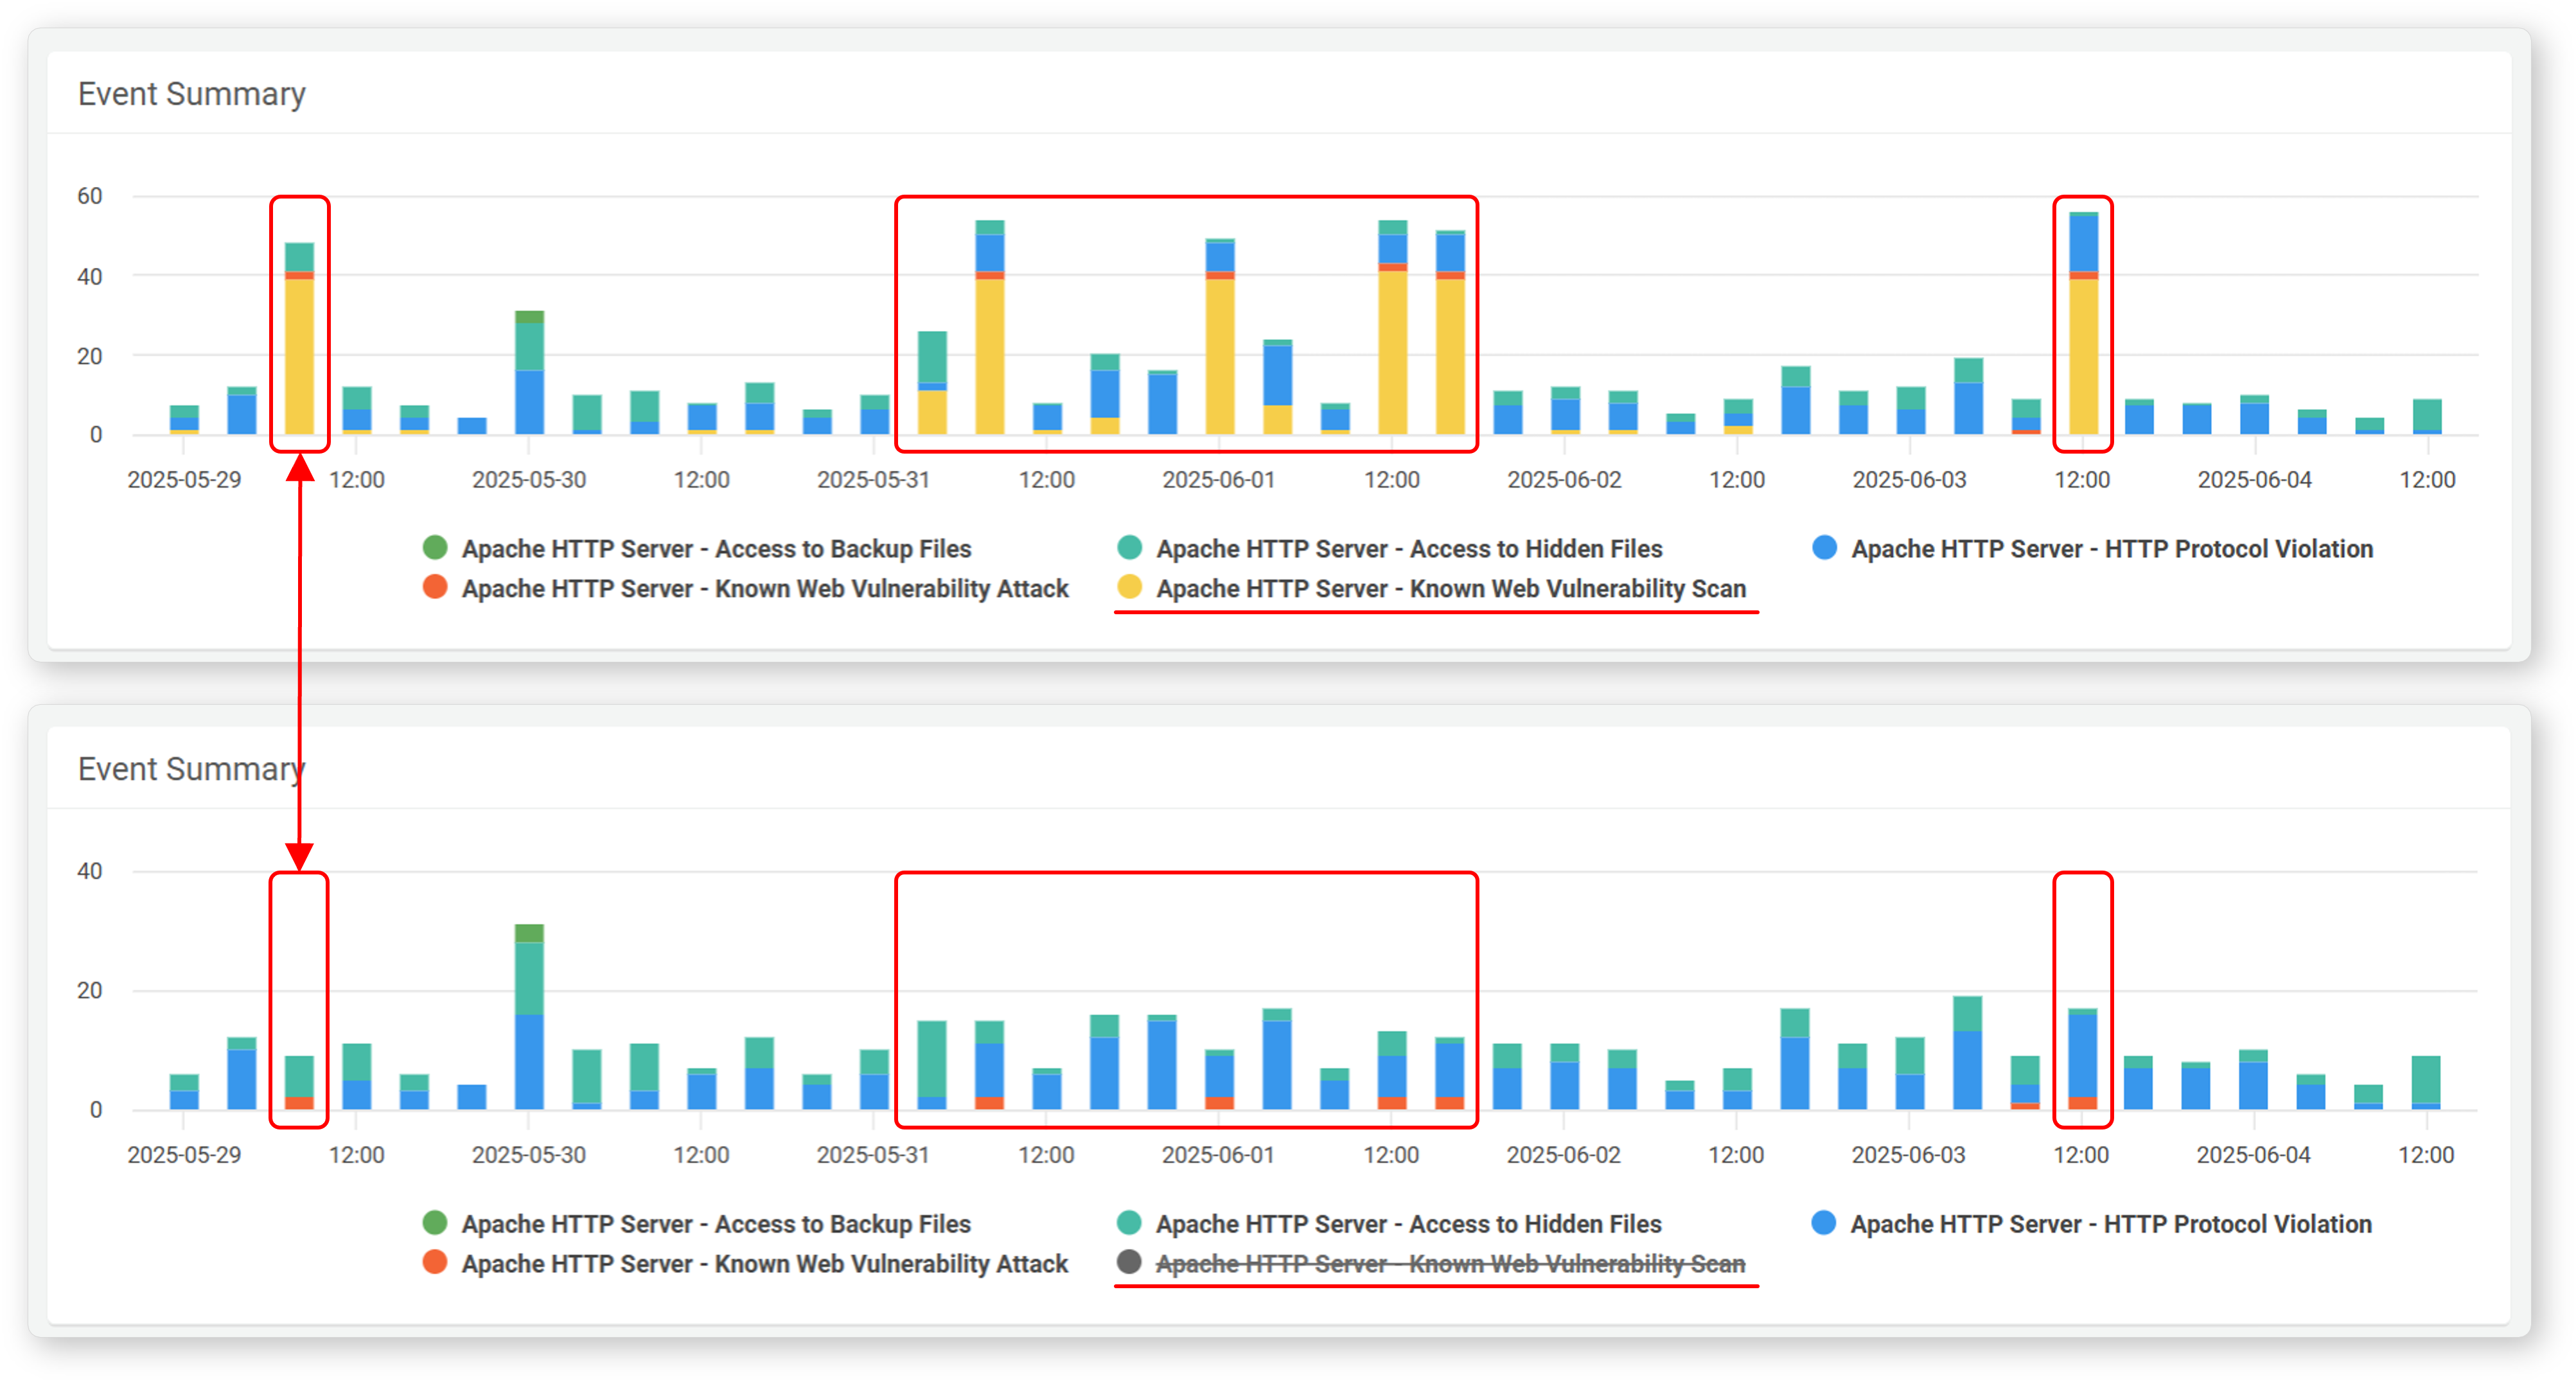 Event Summary
60
40
20
0
2025-05-29 12:00 2025-05-30 12:00 2025-05-31 12:00 2025-06-01 12:00 2025-06-02 12:00 2025-06-03 12:00 2025-06-04 12:00
Apache HTTP Server - Access to Backup Files Apache HTTP Server - Access to Hidden Files Apache HTTP Server - HTTP Protocol Violation
Apache HTTP Server - Known Web Vulnerability Attack Apache HTTP Server - Known Web Vulnerability Scan
Event Summary
40
20
0
2025-05-29 12:00 2025-05-30 12:00 2025-05-31 12:00 2025-06-01 12:00 2025-06-02 12:00 2025-06-03 12:00 2025-06-04 12:00
Apache HTTP Server - Access to Backup Files Apache HTTP Server - Access to Hidden Files Apache HTTP Server - HTTP Protocol Violation
Apache HTTP Server - Known Web Vulnerability Attack Apache HTTP Server - Known Web Vulnerability Scan